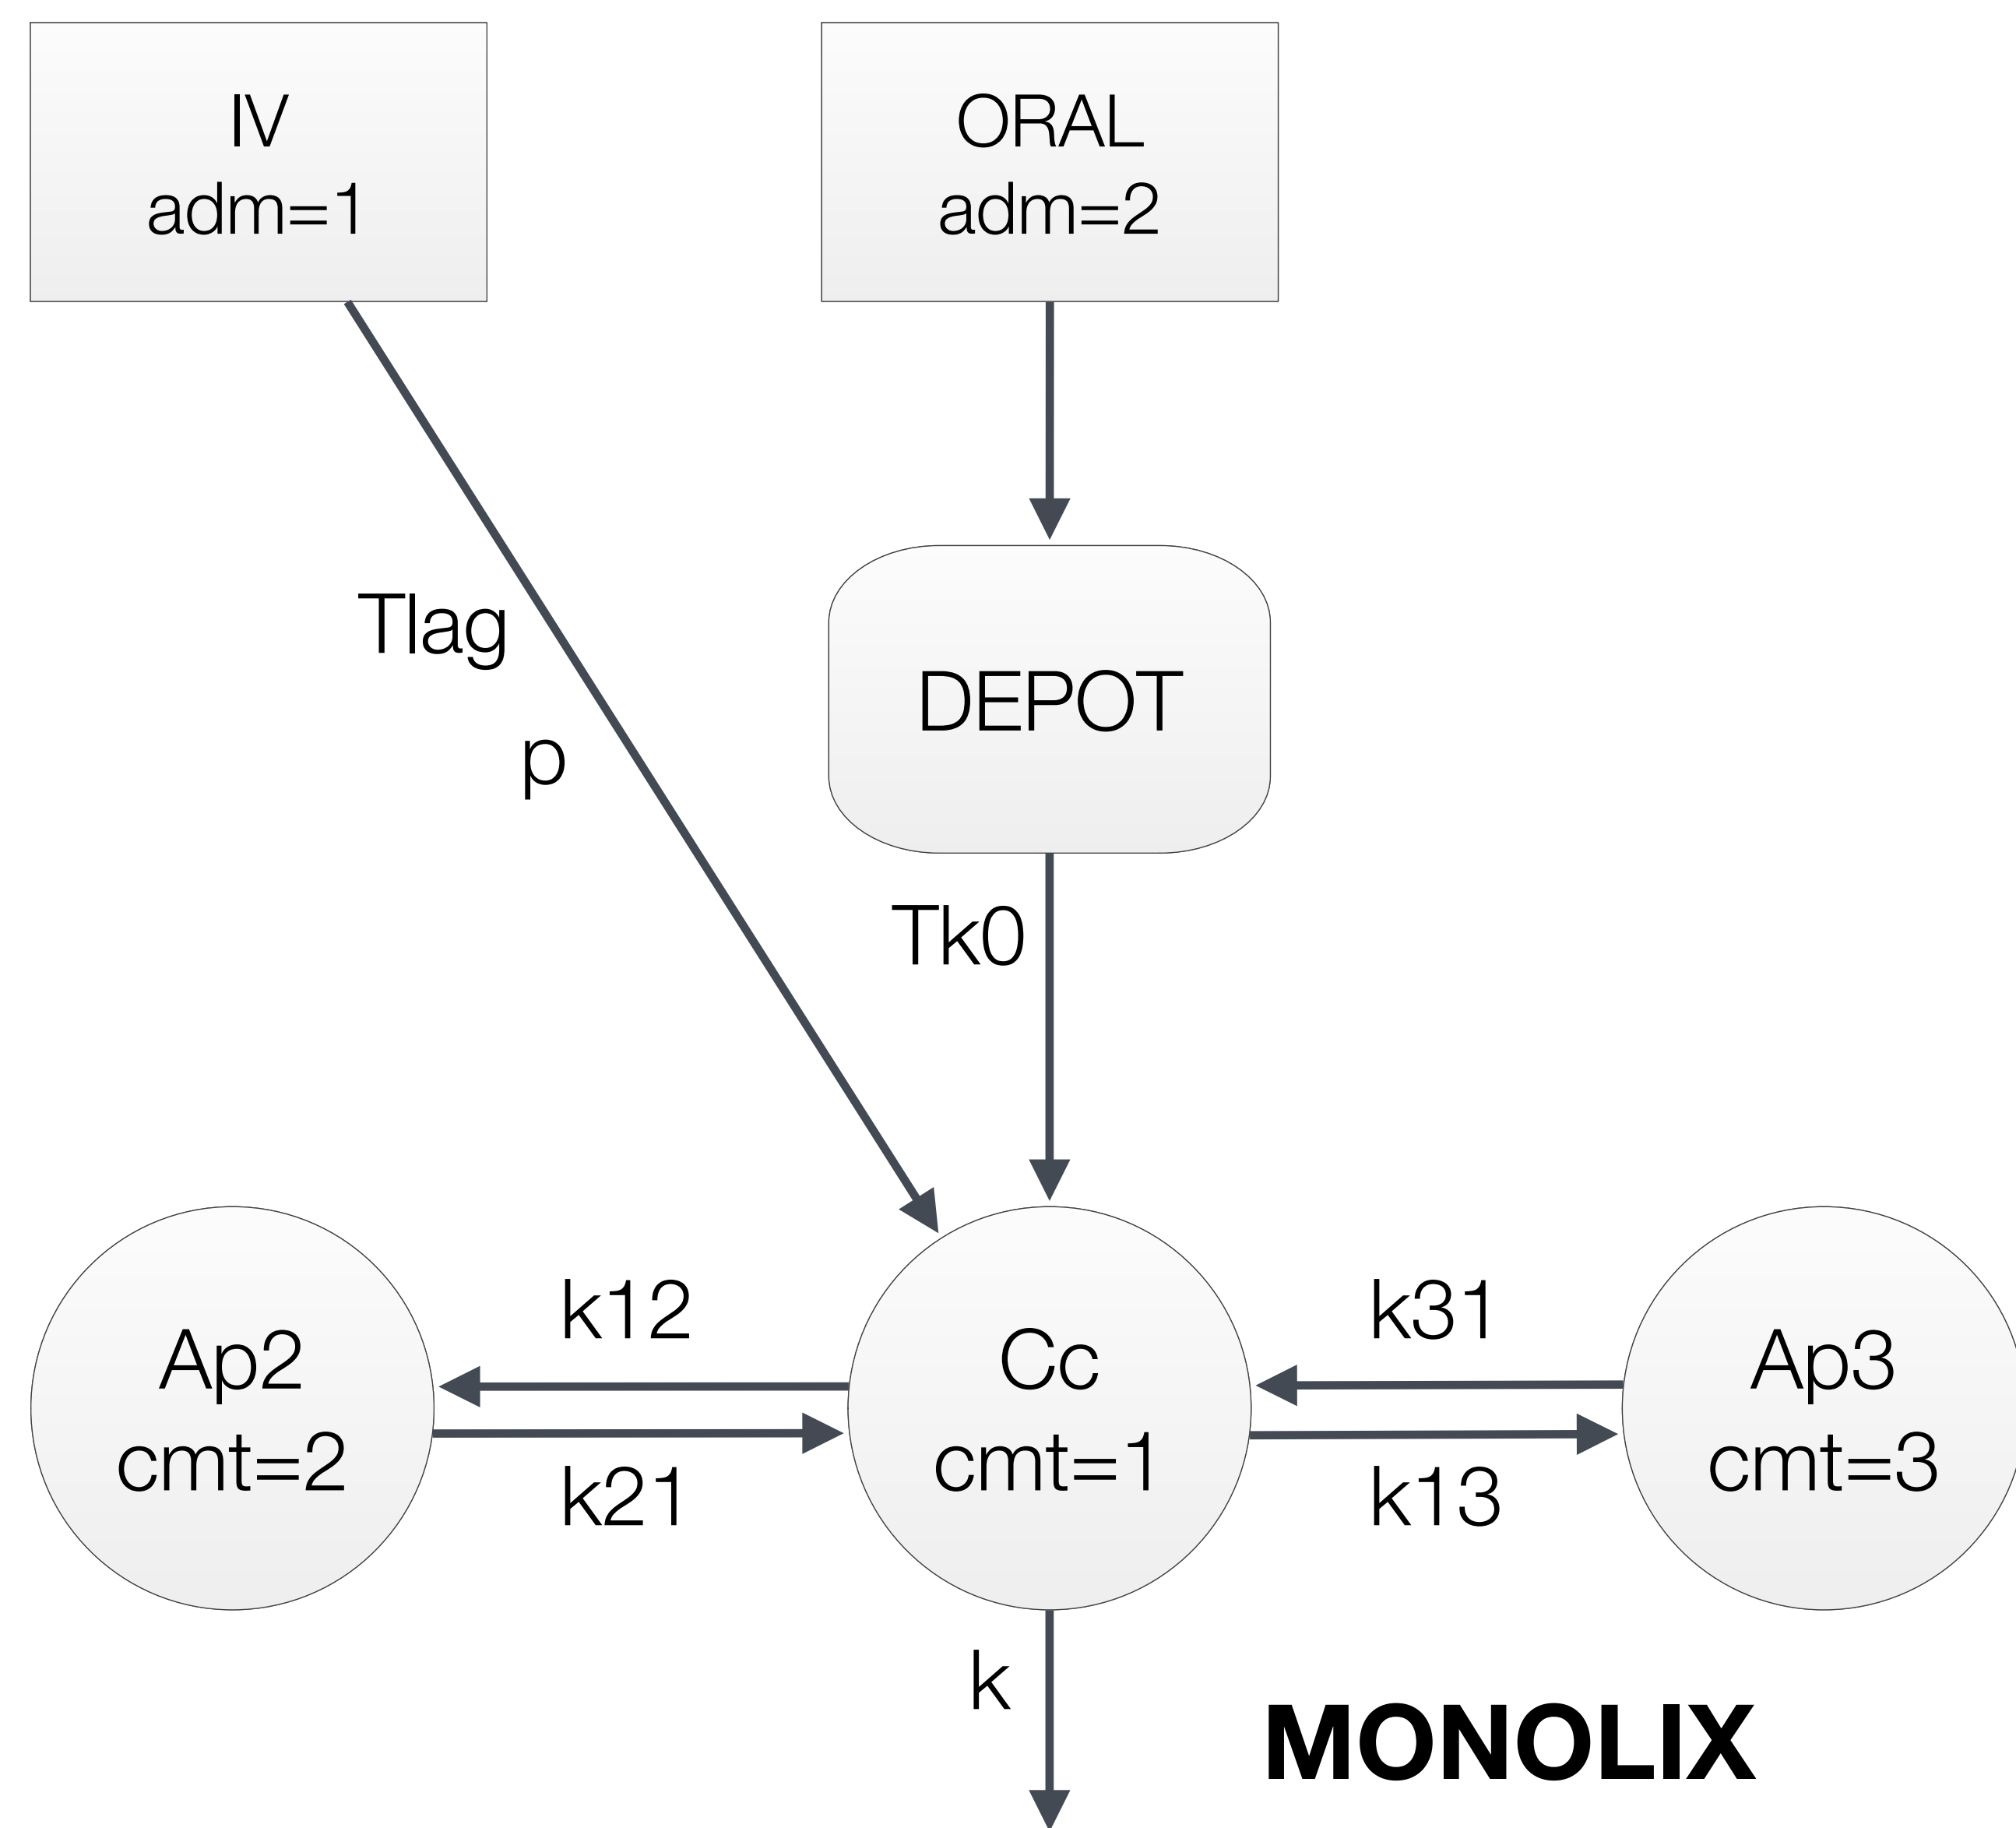 IV
adm=1
ORAL
adm=2
Tlag
p
DEPOT
Tk0
Ap2
cmt=2
k12
k21
Cc
cmt=1
k31
k13
Ap3
cmt=3
k
MONOLIX